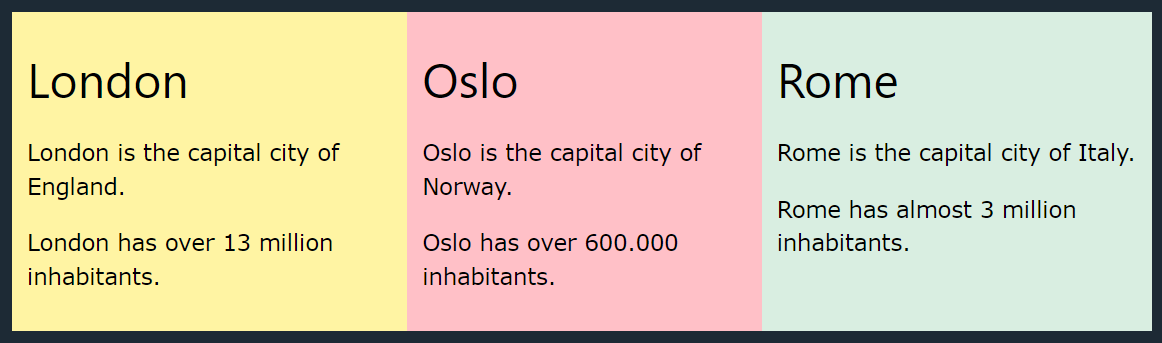 London
London is the capital city of
England.
London has over 13 million
inhabitants.
Oslo
Oslo is the capital city of
Norway.
Oslo has over 600.000
inhabitants.
Rome
Rome is the capital city of Italy.
Rome has almost 3 million
inhabitants.